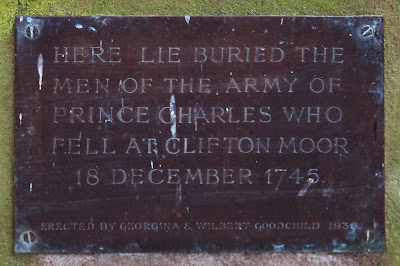 HERE LIE BURIED THE
MEN OF THE ARMY OF
PRINCE CHARLES WHO
FELL AT CLIFTON MOOR
18 DECEMBER 1745.
ERECTED BY GEORGINA & WILBERT GOODCHILD 1936